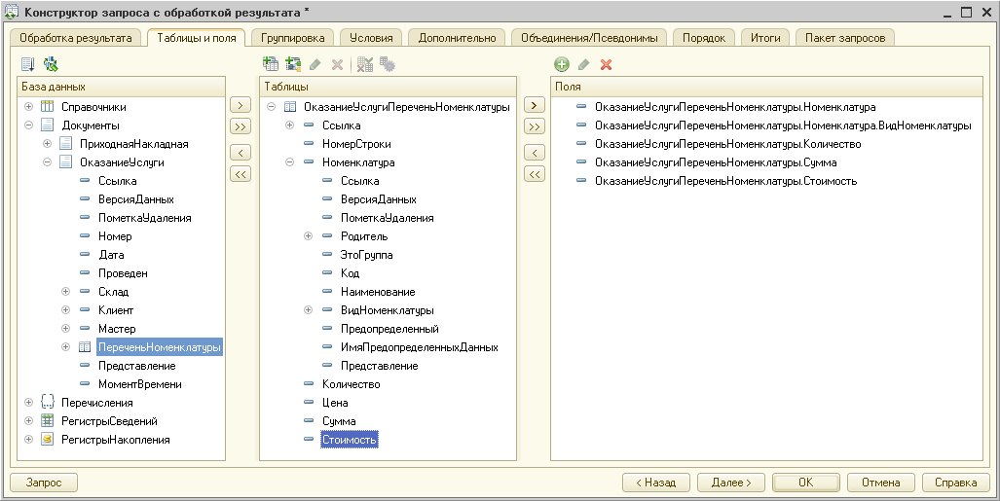 Конструктор запроса с обработкой результата *
Обработка результата Таблицы и поля Группировка Условия Дополнительно Объединения/Псевдонимы Порядок Итоги Пакет запросов
База данных
Справочники
Документы
ПриходнаяНакладная
ОказаниеУслуги
Ссылка
ВерсияДанных
ПометкаУдаления
Номер
Дата
Проведен
Склад
Клиент
Мастер
ПереченьНоменклатуры
Представление
МоментВремени
Перечисления
РегистрыСведений
РегистрыНакопления
>
>>
<
<<
Таблицы
ОказаниеУслугиПереченьНоменклатуры
Ссылка
НомерСтроки
Номенклатура
Ссылка
ВерсияДанных
ПометкаУдаления
Родитель
ЭтоГруппа
Код
Наименование
ВидНоменклатуры
Предопределенный
ИмяПредопределенныхДанных
Представление
Количество
Цена
Сумма
Стоимость
>
>>
<
<<
Поля
ОказаниеУслугиПереченьНоменклатуры.Номенклатура
ОказаниеУслугиПереченьНоменклатуры.Номенклатура.ВидНоменклатуры
ОказаниеУслугиПереченьНоменклатуры.Количество
ОказаниеУслугиПереченьНоменклатуры.Сумма
ОказаниеУслугиПереченьНоменклатуры.Стоимость
Запрос < Назад Далее > OK Отмена Справка